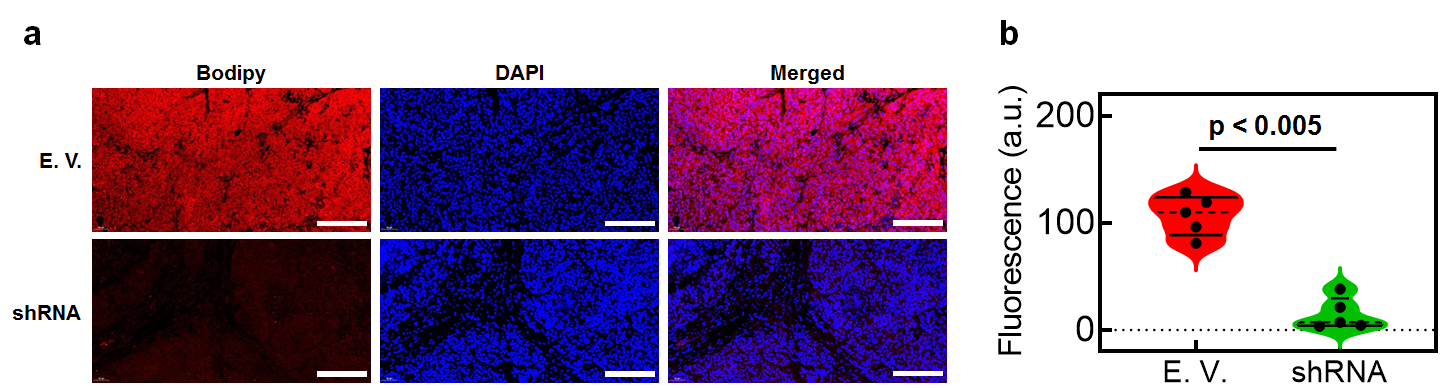 a
Bodipy DAPI Merged
E. V.
shRNA
b
Fluorescence (a.u.)
200
100
0
p < 0.005
E. V. shRNA